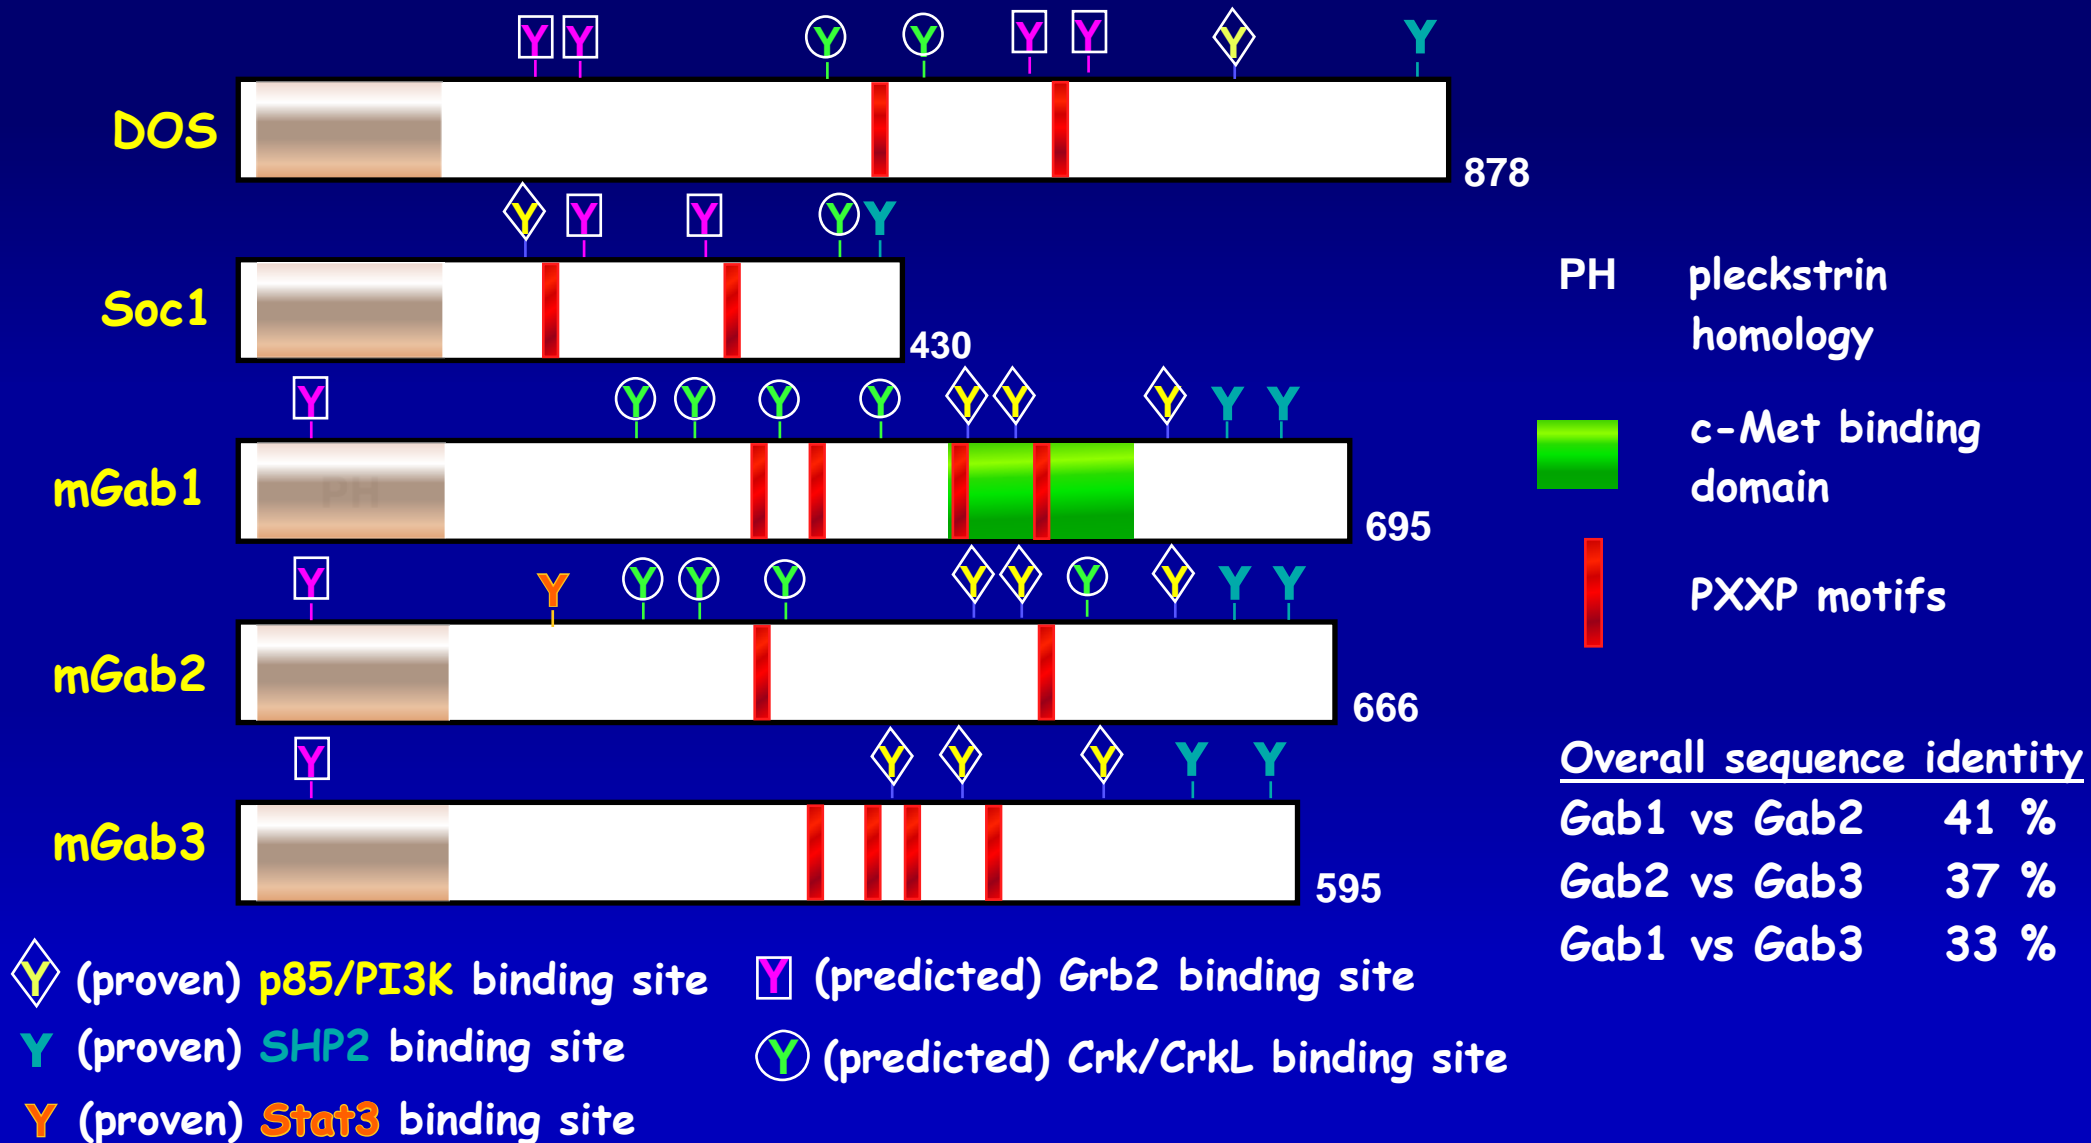 Y Y Y Y Y Y Y Y
DOS
878
Y Y Y Y Y
Soc1
430
PH pleckstrin
homology
Y Y Y Y Y Y Y Y Y Y
mGab1
PH
695
c-Met binding
domain
Y Y Y Y Y Y Y Y Y Y Y
mGab2
666
PXXP motifs
Y Y Y Y Y Y
mGab3
595
Overall sequence identity
Gab1 vs Gab2 41 %
Gab2 vs Gab3 37 %
Gab1 vs Gab3 33 %
Y (proven) p85/PI3K binding site
Y (predicted) Grb2 binding site
Y (proven) SHP2 binding site
Y (predicted) Crk/CrkL binding site
Y (proven) Stat3 binding site